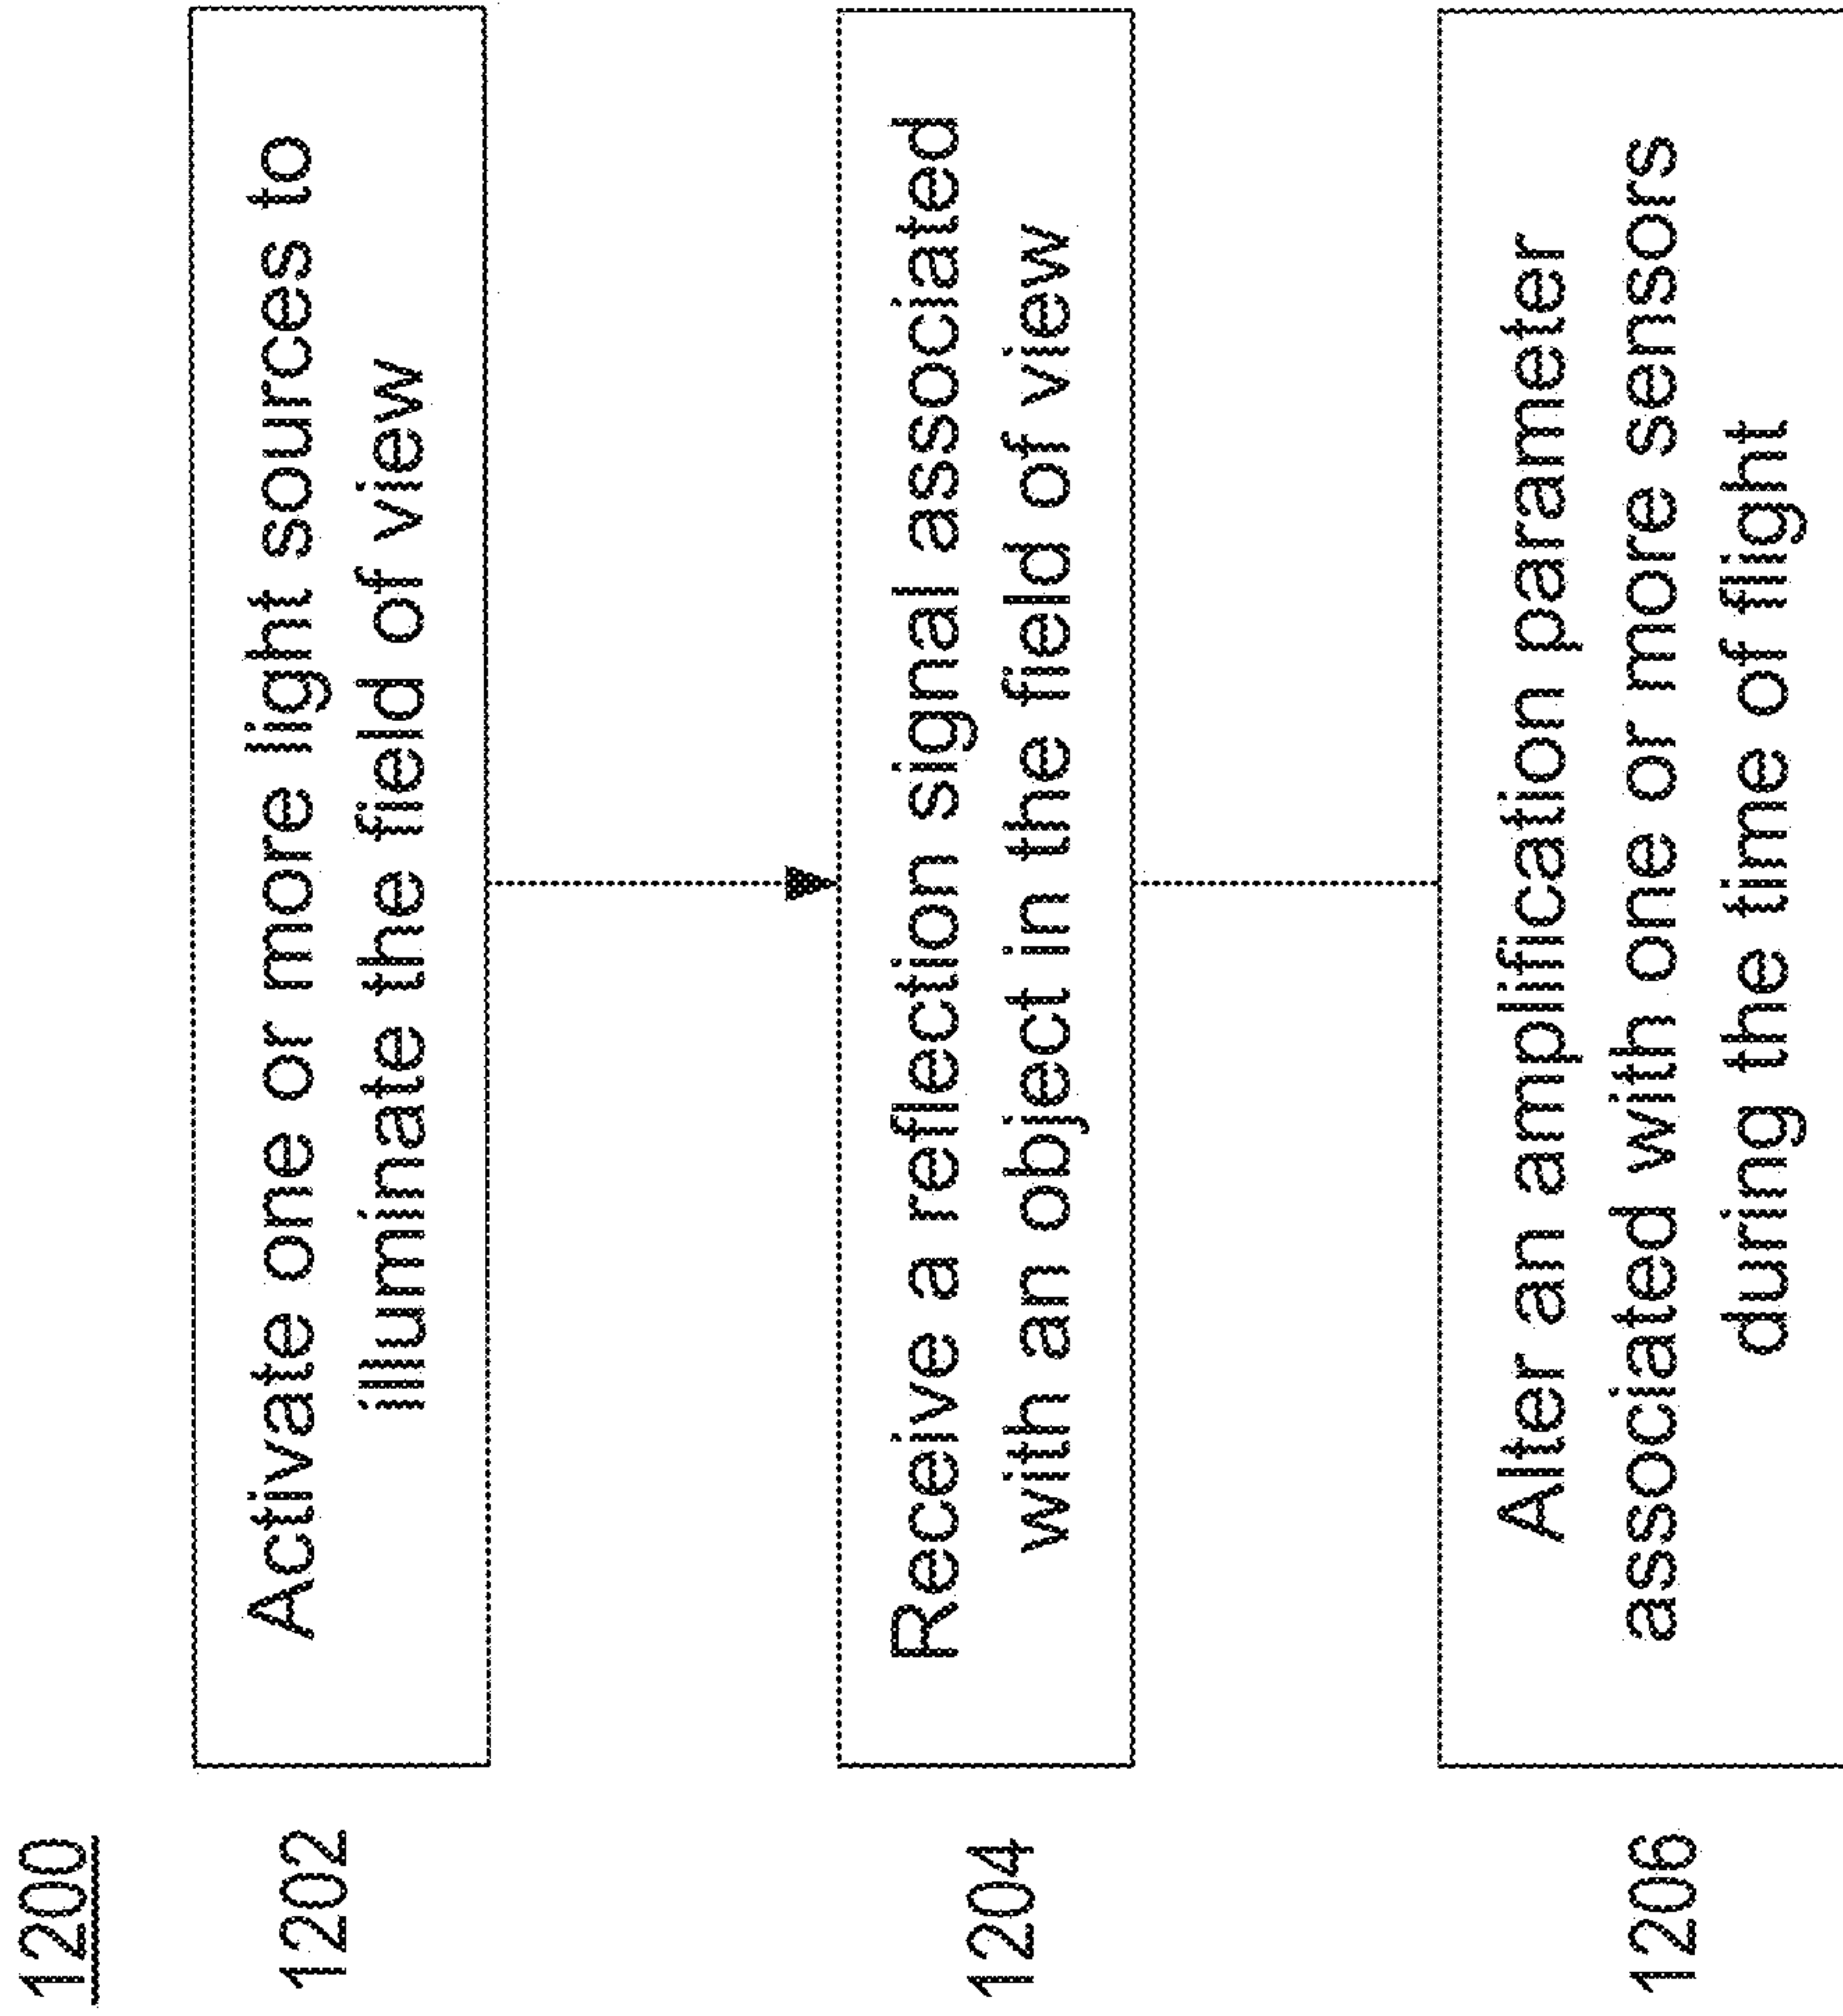 1200
1202
Activate one or more light sources to
illuminate the field of view
1204
Receive a reflection signal associated
with an object in the field of view
1206
Alter an amplification parameter
associated with one or more sensors
during the time of flight